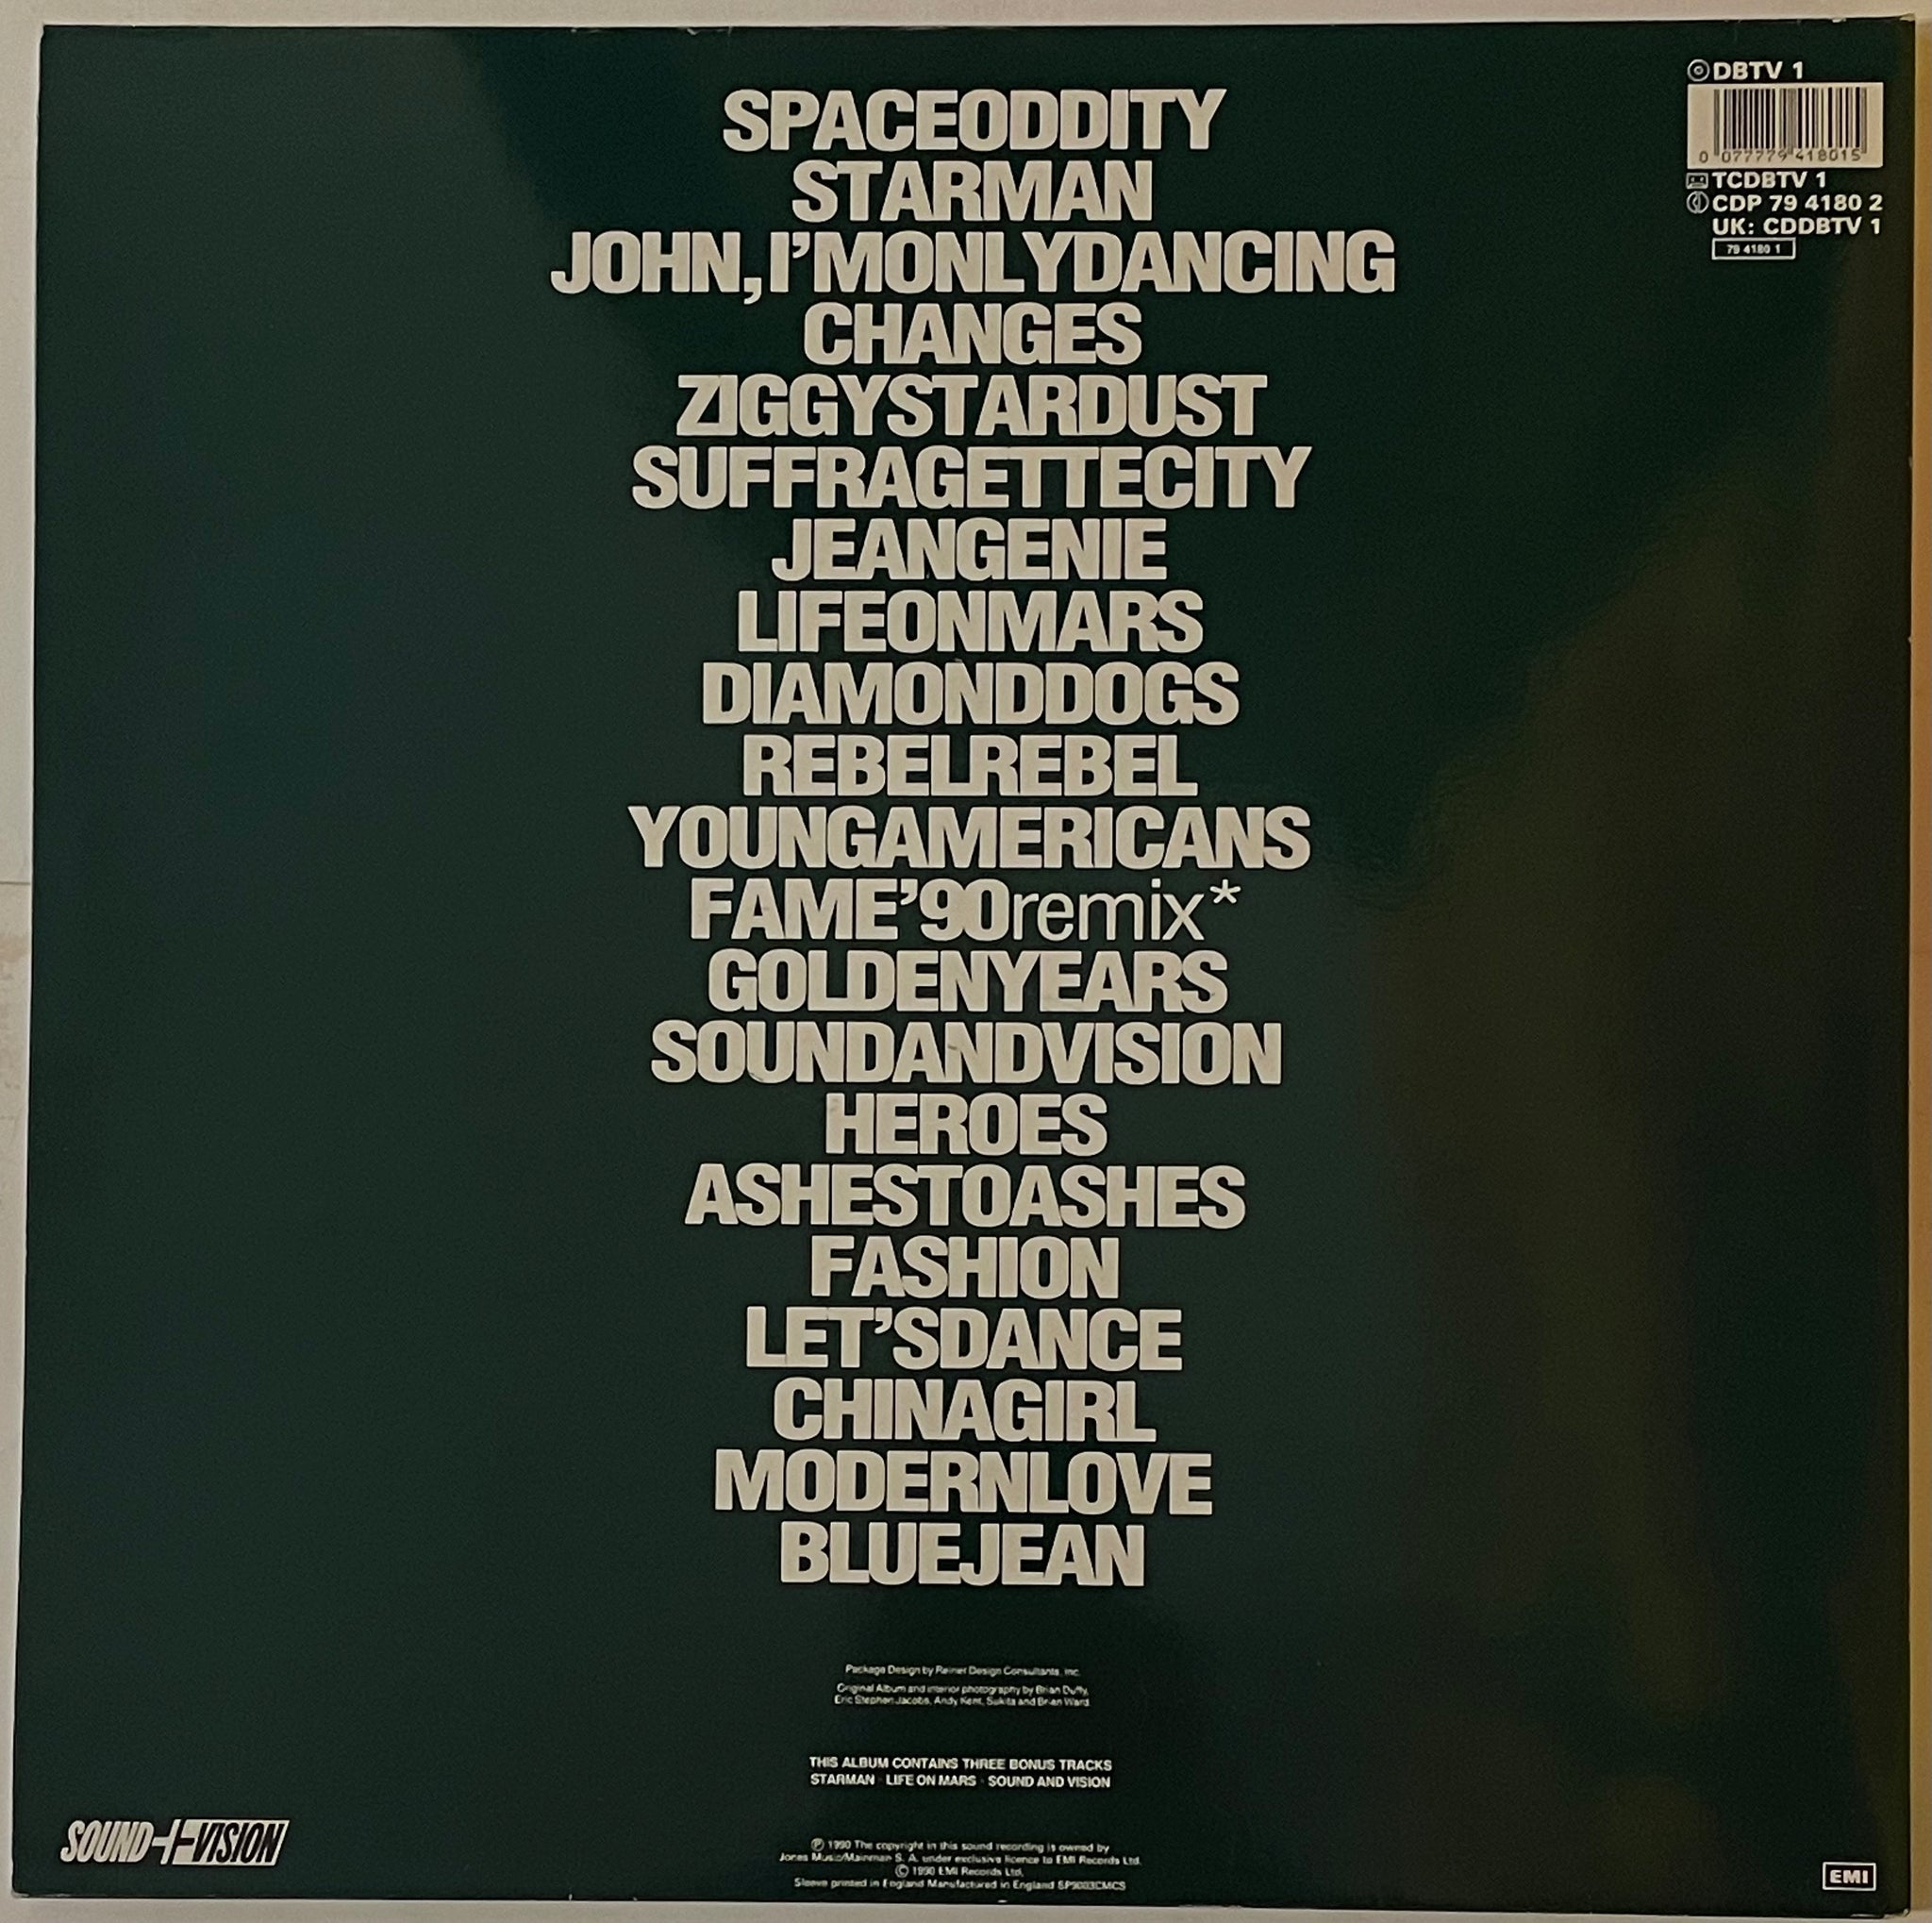 DBTV 1
0 077779 418015
TCDBTV 1
CDP 79 4180 2
UK: CDDBTV 1
79 4180 1
SPACEODDITY
STARMAN
JOHN,I'MONLYDANCING
CHANGES
ZIGGYSTARDUST
SUFFRAGETTECITY
JEANGENIE
LIFEONMARS
DIAMONDDOGS
REBELREBEL
YOUNGAMERICANS
FAME'90remix*
GOLDENYEARS
SOUNDANDVISION
HEROES
ASHESTOASHES
FASHION
LET'SDANCE
CHINAGIRL
MODERNLOVE
BLUEJEAN
Package Design by Reiner Design Consultants, Inc.
Original Album and interior photography by Brian Duffy,
Eric Stephen Jacobs, Andy Kent, Sukita and Brian Ward
THIS ALBUM CONTAINS THREE BONUS TRACKS
STARMAN · LIFE ON MARS · SOUND AND VISION
SOUND+VISION
Ⓟ 1990 The copyright in this sound recording is owned by
Jones Music/Mainman S. A. under exclusive licence to EMI Records Ltd.
© 1990 EMI Records Ltd.
Sleeve printed in England Manufactured in England
EMI